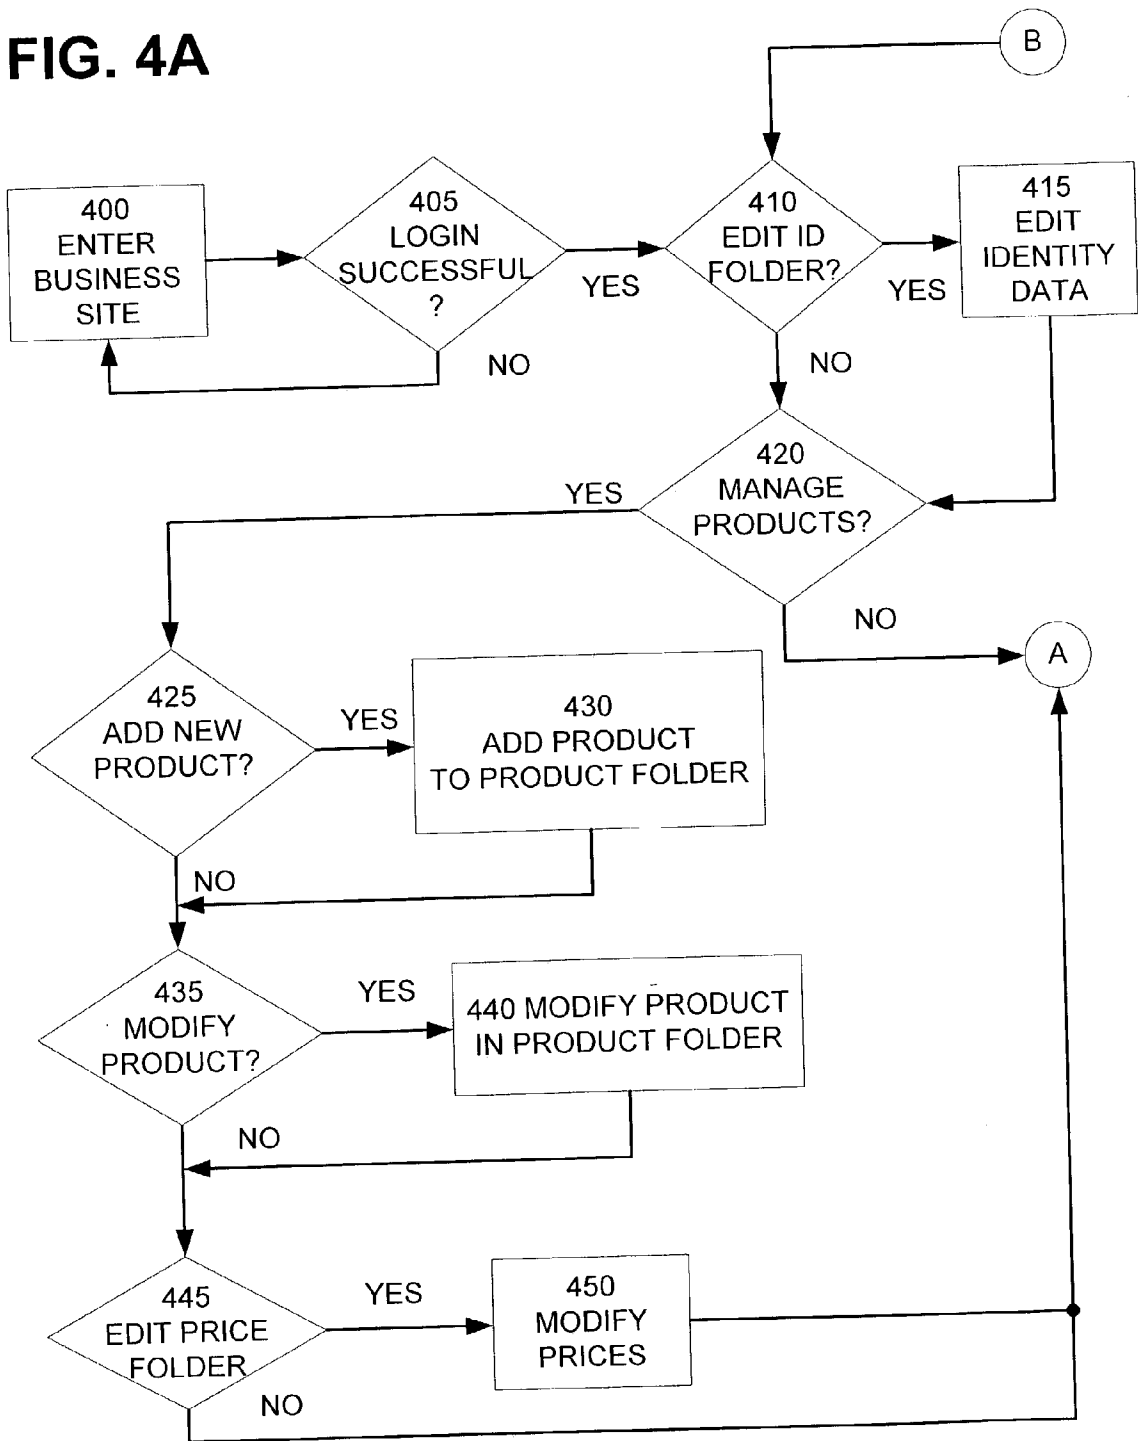 FIG. 4A
B
400
ENTER
BUSINESS
SITE
405
LOGIN
SUCCESSFUL
?
YES
NO
410
EDIT ID
FOLDER?
YES
NO
415
EDIT
IDENTITY
DATA
420
MANAGE
PRODUCTS?
YES
NO
A
425
ADD NEW
PRODUCT?
YES
NO
430
ADD PRODUCT
TO PRODUCT FOLDER
435
MODIFY
PRODUCT?
YES
NO
440 MODIFY PRODUCT
IN PRODUCT FOLDER
445
EDIT PRICE
FOLDER
YES
NO
450
MODIFY
PRICES